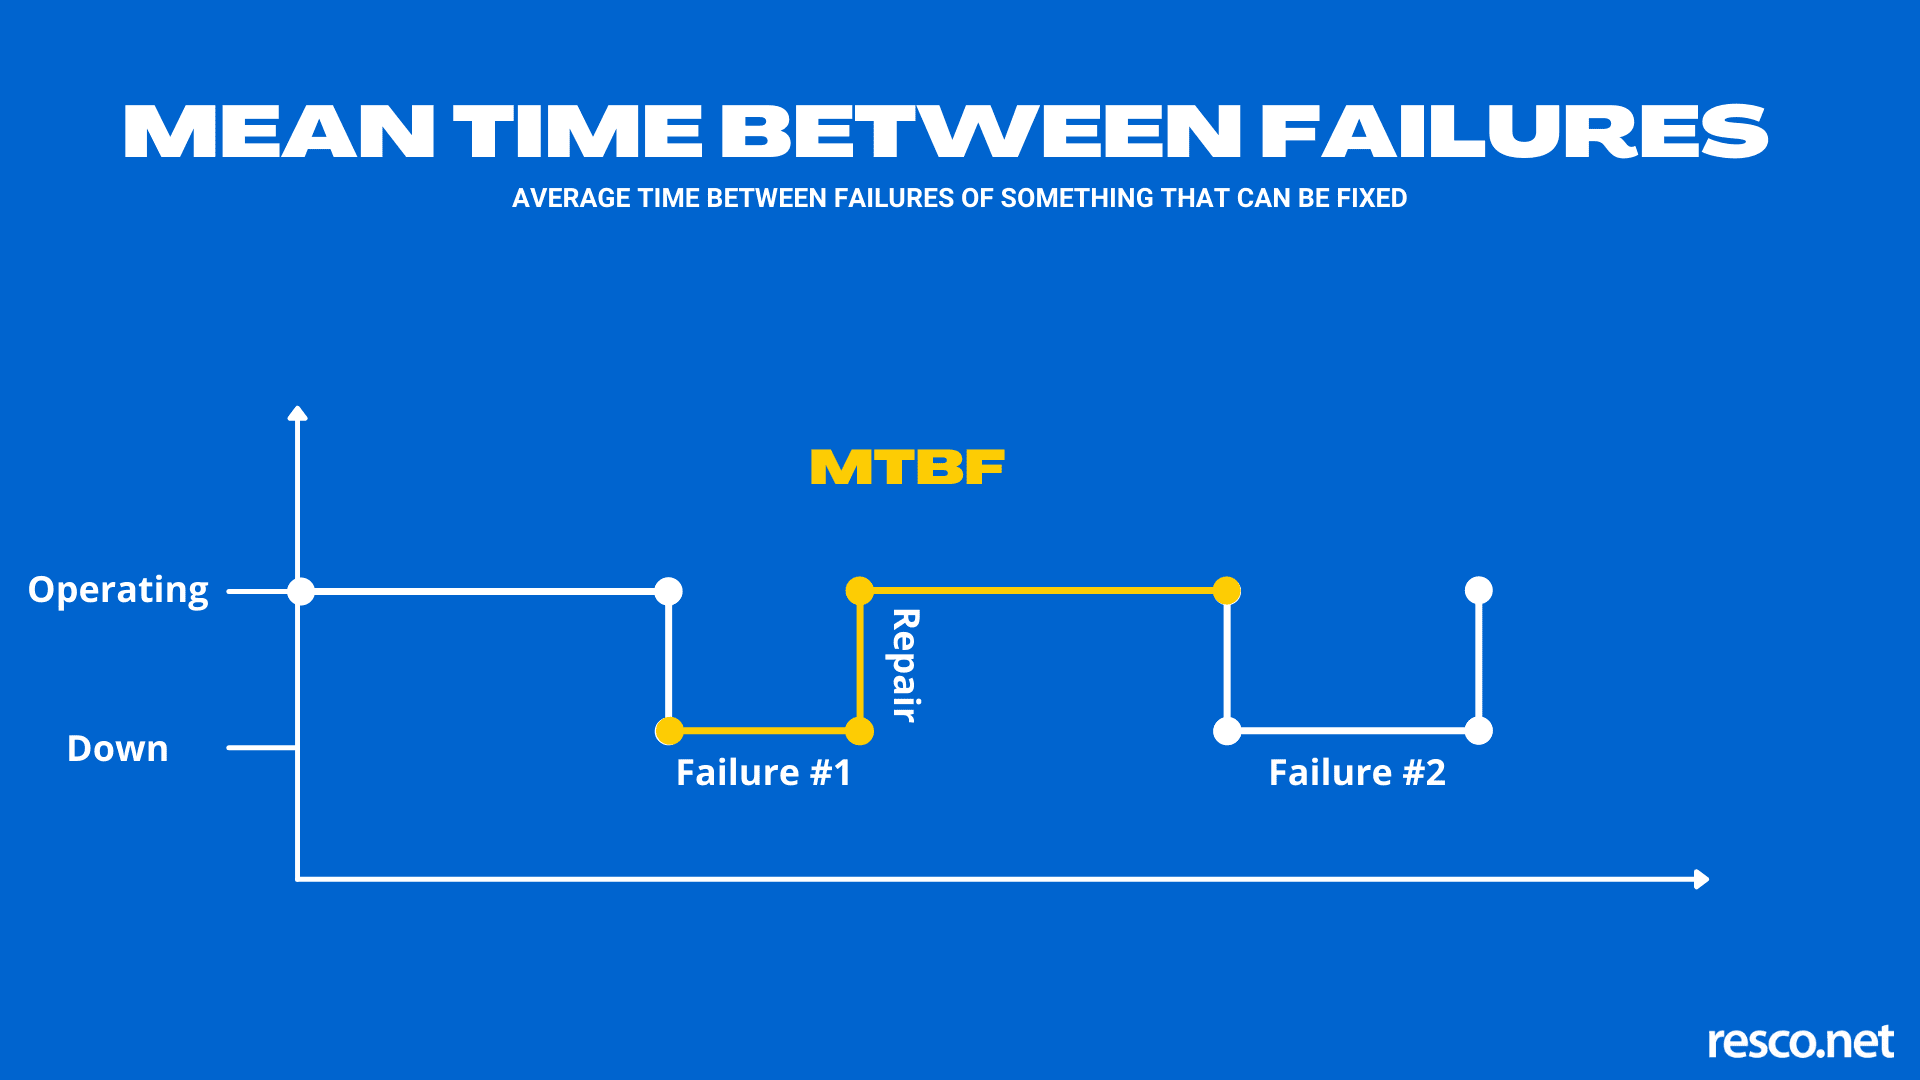 MEAN TIME BETWEEN FAILURES
AVERAGE TIME BETWEEN FAILURES OF SOMETHING THAT CAN BE FIXED
MTBF
Operating
Repair
Down
Failure #1
Failure #2
resco.net